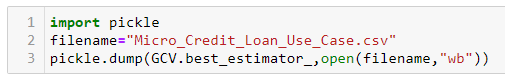 1 import pickle
2 filename="Micro_Credit_Loan_Use_Case.csv"
3 pickle.dump(GCV.best_estimator_,open(filename,"wb"))